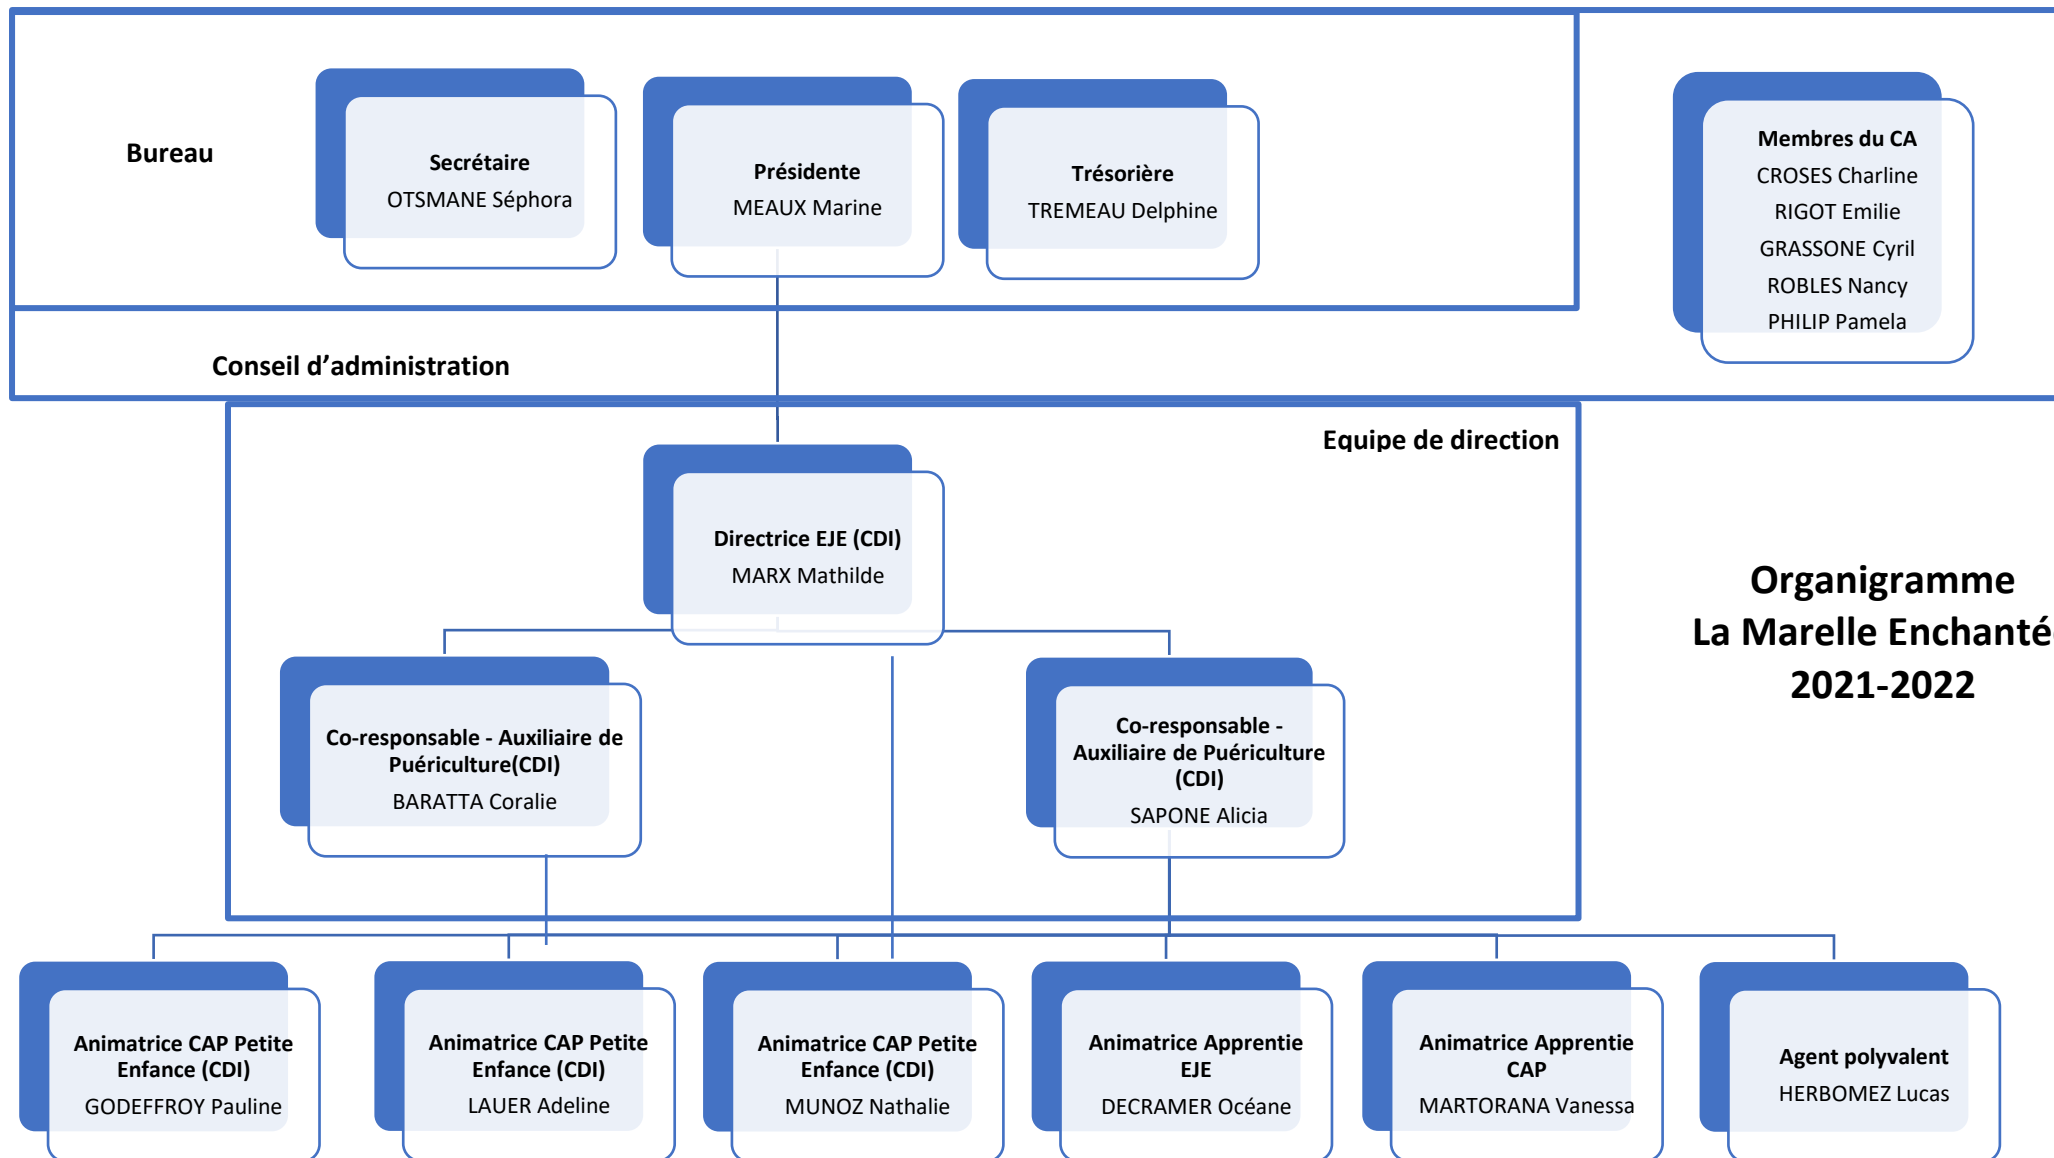 Bureau
Secrétaire
OTSMANE Séphora
Présidente
MEAUX Marine
Trésorière
TREMEAU Delphine
Membres du CA
CROSES Charline
RIGOT Emilie
GRASSONE Cyril
ROBLES Nancy
PHILIP Pamela
Conseil d’administration
Equipe de direction
Directrice EJE (CDI)
MARX Mathilde
Organigramme
La Marelle Enchantée
2021-2022
Co-responsable - Auxiliaire de
Puériculture(CDI)
BARATTA Coralie
Co-responsable -
Auxiliaire de Puériculture
(CDI)
SAPONE Alicia
Animatrice CAP Petite
Enfance (CDI)
GODEFFROY Pauline
Animatrice CAP Petite
Enfance (CDI)
LAUER Adeline
Animatrice CAP Petite
Enfance (CDI)
MUNOZ Nathalie
Animatrice Apprentie
EJE
DECRAMER Océane
Animatrice Apprentie
CAP
MARTORANA Vanessa
Agent polyvalent
HERBOMEZ Lucas